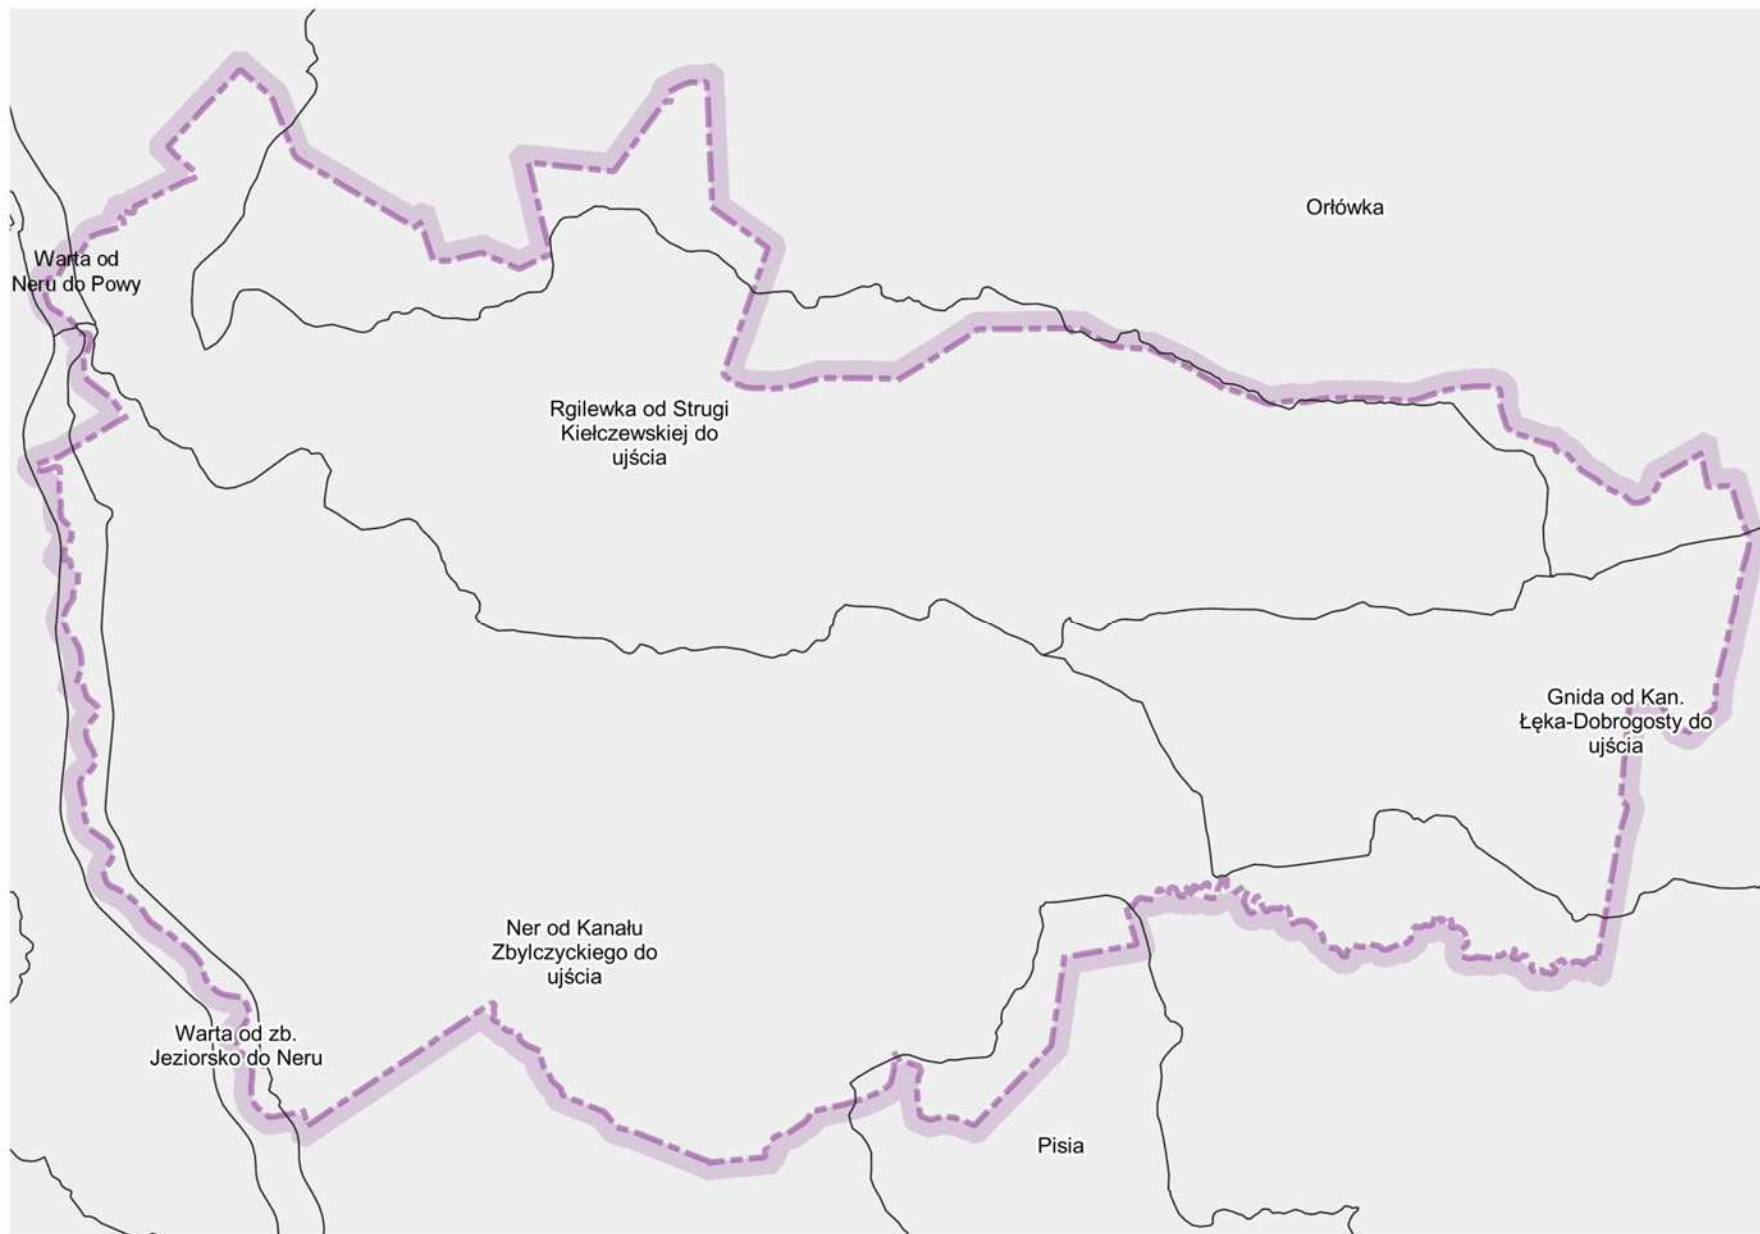 Orłówka
Warta od
Neru do Powy
Rgilewka od Strugi
Kiełczewskiej do
ujścia
Gnida od Kan.
Łęka-Dobrogosty do
ujścia
Ner od Kanału
Zbylczyckiego do
ujścia
Warta od zb.
Jeziorsko do Neru
Pisia